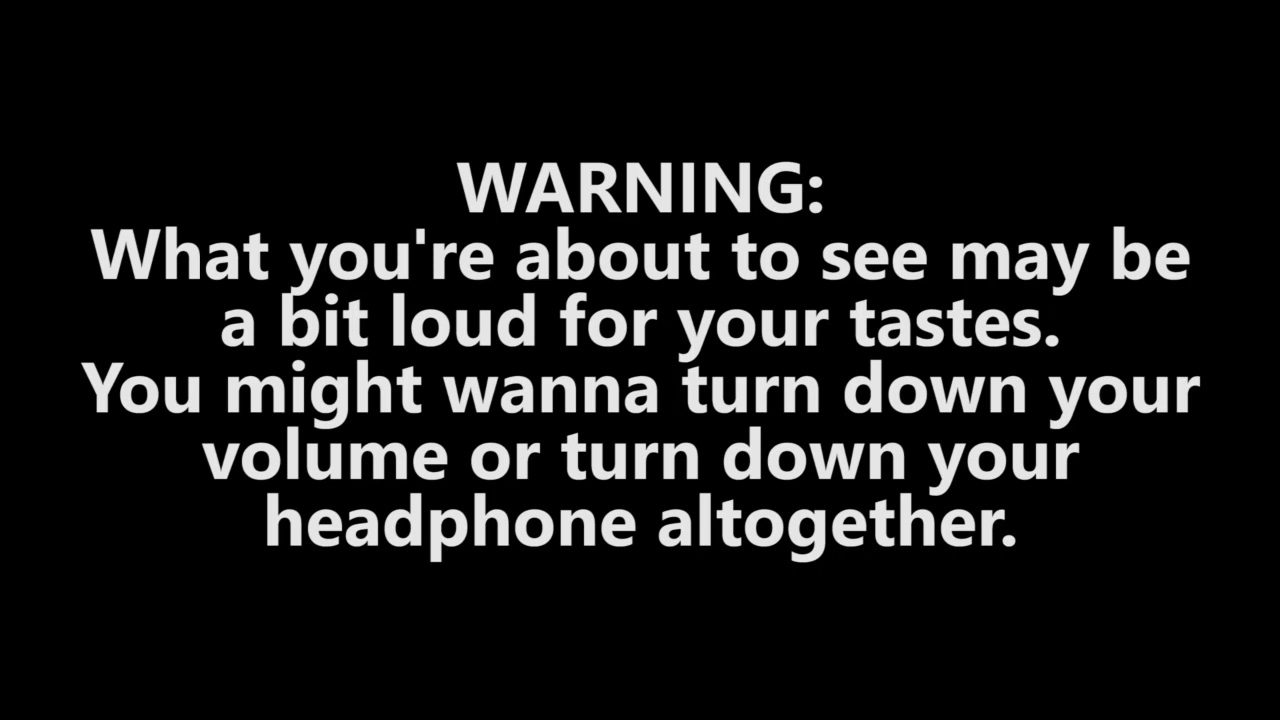 WARNING:
What you're about to see may be
a bit loud for your tastes.
You might wanna turn down your
volume or turn down your
headphone altogether.